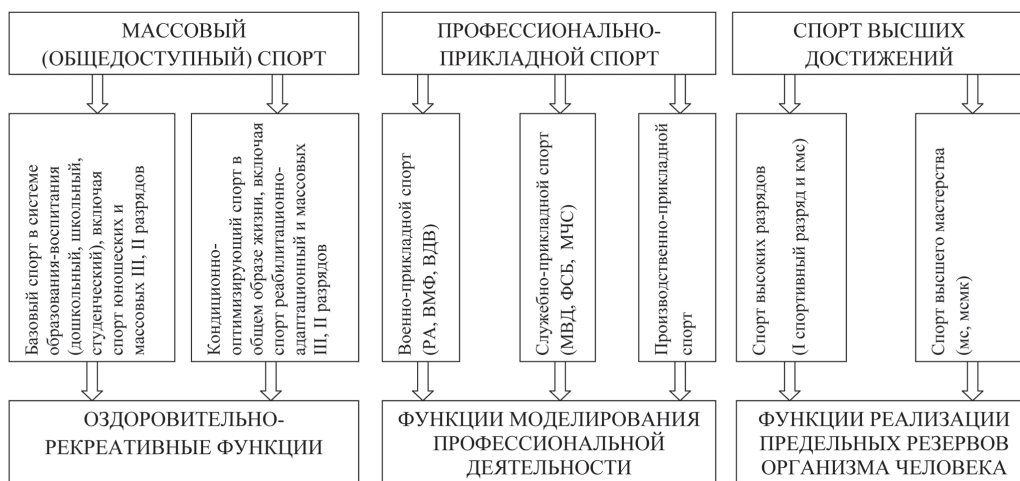 МАССОВЫЙ
(ОБЩЕДОСТУПНЫЙ) СПОРТ
ПРОФЕССИОНАЛЬНО-
ПРИКЛАДНОЙ СПОРТ
СПОРТ ВЫСШИХ
ДОСТИЖЕНИЙ
Базовый спорт в системе
образования-воспитания
(дошкольный, школьный,
студенческий), включая
спорт юношеских и
массовых III, II разрядов
Кондиционно-
оптимизирующий спорт в
общем образе жизни, включая
спорт реабилитационно-
адаптационный и массовых
III, II разрядов
Военно-прикладной спорт
(РА, ВМФ, ВДВ)
Служебно-прикладной спорт
(МВД, ФСБ, МЧС)
Производственно-прикладной
спорт
Спорт высоких разрядов
(I спортивный разряд и кмс)
Спорт высшего мастерства
(мс, мсмк)
ОЗДОРОВИТЕЛЬНО-
РЕКРЕАТИВНЫЕ ФУНКЦИИ
ФУНКЦИИ МОДЕЛИРОВАНИЯ
ПРОФЕССИОНАЛЬНОЙ
ДЕЯТЕЛЬНОСТИ
ФУНКЦИИ РЕАЛИЗАЦИИ
ПРЕДЕЛЬНЫХ РЕЗЕРВОВ
ОРГАНИЗМА ЧЕЛОВЕКА